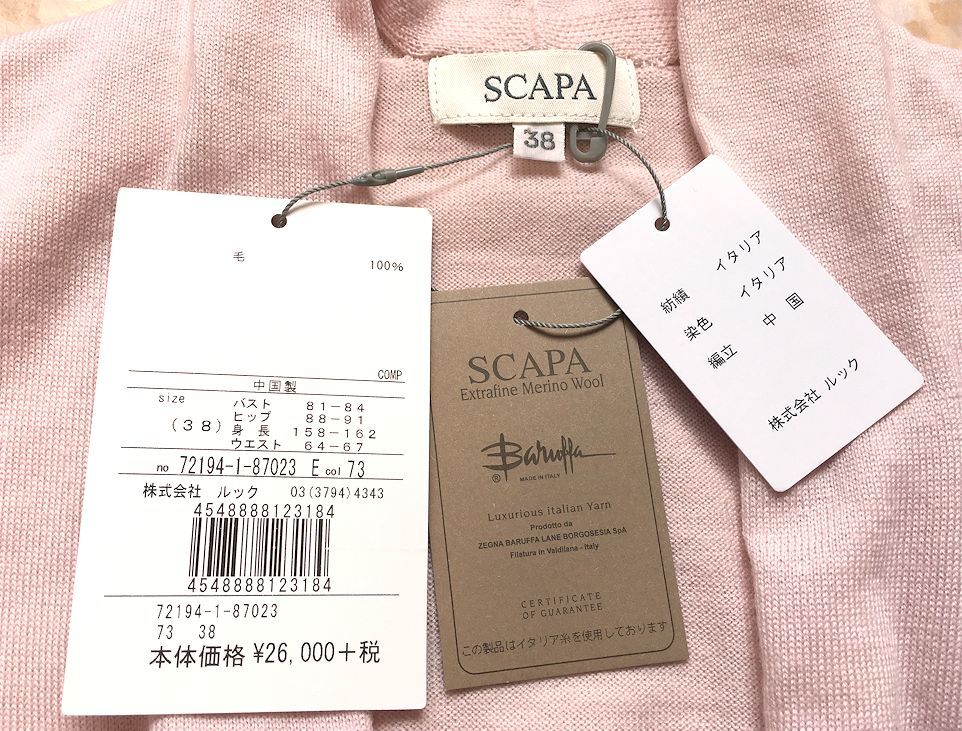 SCAPA
38
毛 100%
COMP
中国製
size
(38)
バスト 81-84
ヒップ 88-91
身長 158-162
ウエスト 64-67
no 72194-1-87023 E col 73
株式会社 ルック 03(3794)4343
4548888123184
4548888123184
72194-1-87023
73 38
本体価格 ¥26,000+税
SCAPA
Extrafine Merino Wool
Baruffa
®
MADE IN ITALY
Luxurious italian Yarn
Prodotto da
ZEGNA BARUFFA LANE BORGOSESIA SpA
Filatura in Valdilana - Italy
CERTIFICATE
OF GUARANTEE
この製品はイタリア糸を使用しております
紡績 イタリア
染色 イタリア
編立 中国
株式会社 ルック